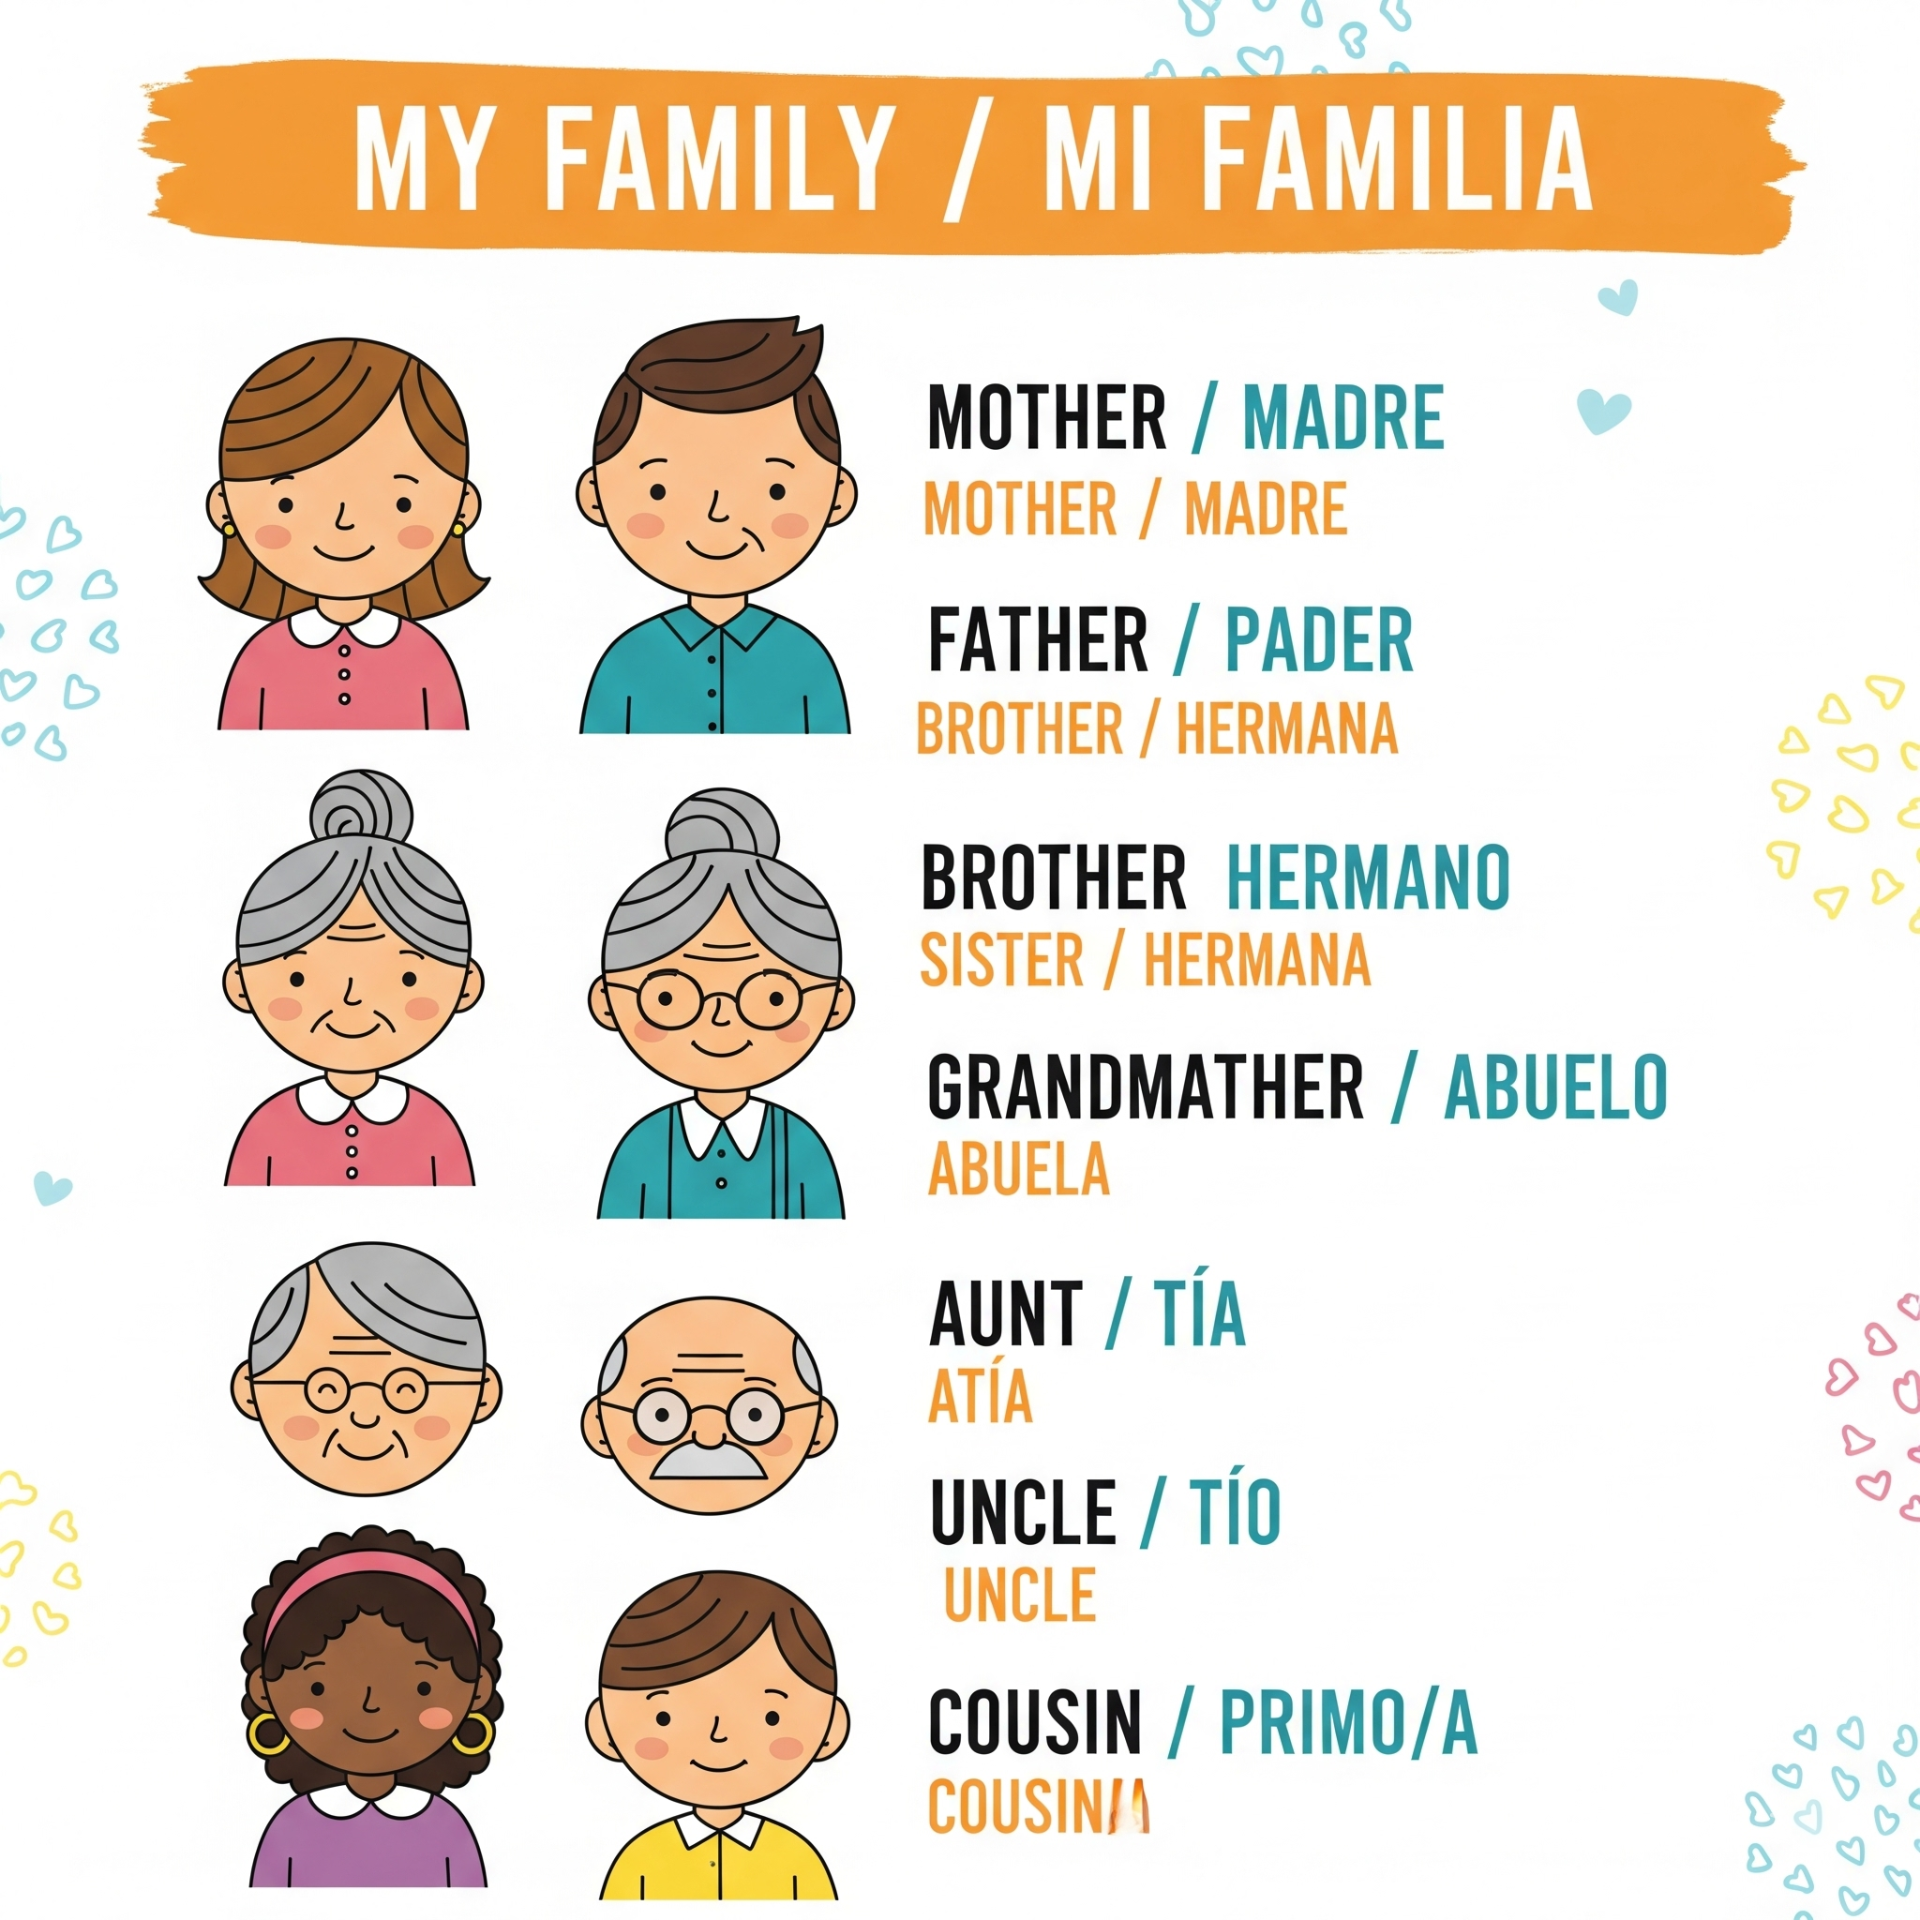 MY FAMILY / MI FAMILIA
MOTHER / MADRE
MOTHER / MADRE
FATHER / PADER
BROTHER / HERMANA
BROTHER HERMANO
SISTER / HERMANA
GRANDMATHER / ABUELO
ABUELA
AUNT / TÍA
ATÍA
UNCLE / TÍO
UNCLE
COUSIN / PRIMO/A
COUSIN